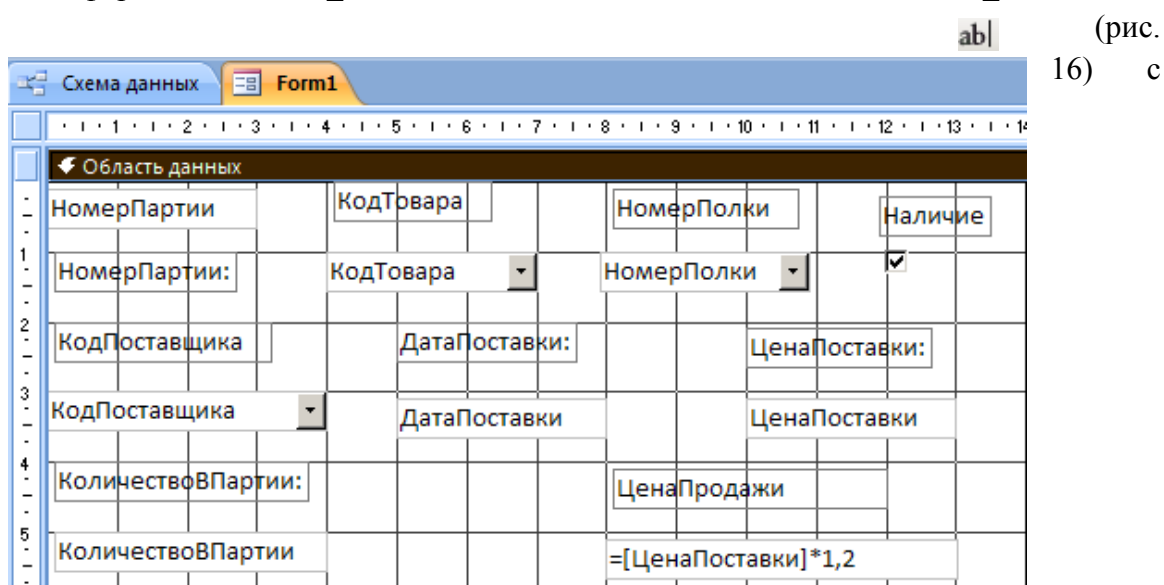 ab| (рис.
16) с
Схема данных Form1
1 2 3 4 5 6 7 8 9 10 11 12 13 14
Область данных
НомерПартии КодТовара НомерПолки Наличие
1
НомерПартии: КодТовара НомерПолки
2
КодПоставщика ДатаПоставки: ЦенаПоставки:
3
КодПоставщика ДатаПоставки ЦенаПоставки
4
КоличествоВПартии: ЦенаПродажи
5
КоличествоВПартии =[ЦенаПоставки]*1,2